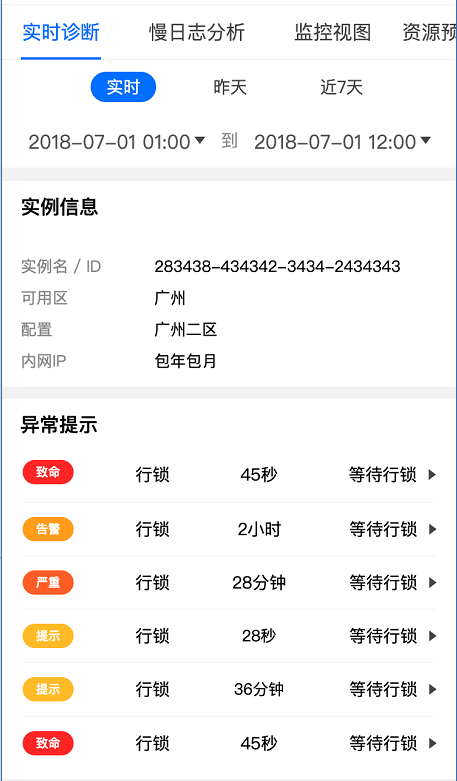 实时诊断 慢日志分析 监控视图 资源预
实时 昨天 近7天
2018-07-01 01:00 到 2018-07-01 12:00
实例信息
实例名 / ID 283438-434342-3434-2434343
可用区 广州
配置 广州二区
内网IP 包年包月
异常提示
致命 行锁 45秒 等待行锁
告警 行锁 2小时 等待行锁
严重 行锁 28分钟 等待行锁
提示 行锁 28秒 等待行锁
提示 行锁 36分钟 等待行锁
致命 行锁 45秒 等待行锁